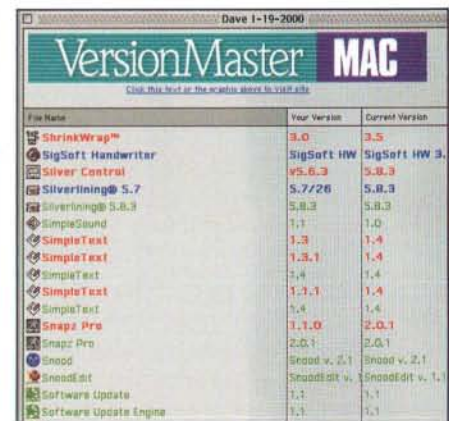 Dave 1-19-2000
VersionMaster MAC
Click this text or the graphic above to visit site
File Name Your Version Current Version
ShrinkWrap™ 3.0 3.5
SigSoft Handwriter SigSoft HW SigSoft HW 3.
Silver Control v5.6.3 5.8.3
Silverlining® 5.7 5.7/26 5.8.3
Silverlining® 5.8.3 5.8.3 5.8.3
SimpleSound 1.1 1.0
SimpleText 1.3 1.4
SimpleText 1.3.1 1.4
SimpleText 1.4 1.4
SimpleText 1.1.1 1.4
SimpleText 1.4 1.4
Snapz Pro 1.1.0 2.0.1
Snapz Pro 2.0.1 2.0.1
Snood Snood v. 2.1 Snood v. 2.1
SnoodEdit SnoodEdit v. 1 SnoodEdit v. 1.1
Software Update 1.1 1.1
Software Update Engine 1.1 1.1